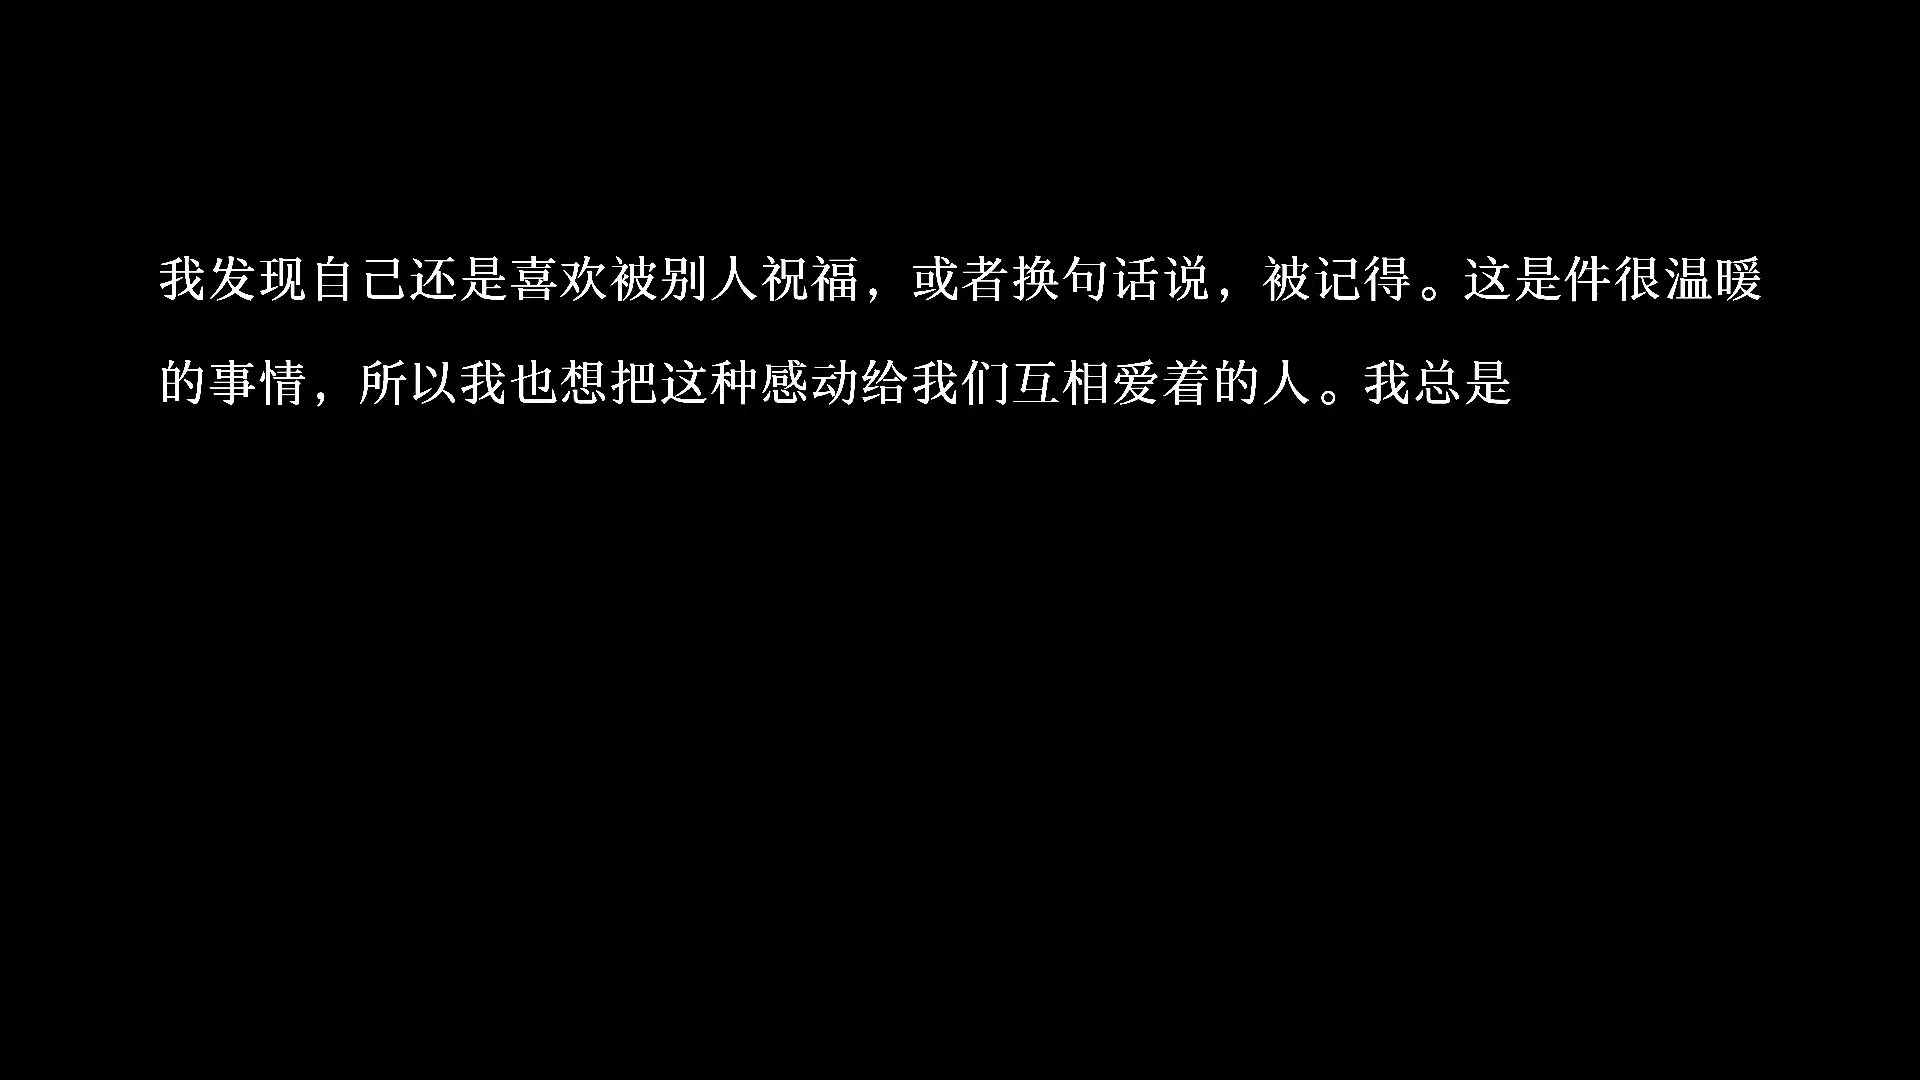 我发现自己还是喜欢被别人祝福，或者换句话说，被记得。这是件很温暖
的事情，所以我也想把这种感动给我们互相爱着的人。我总是